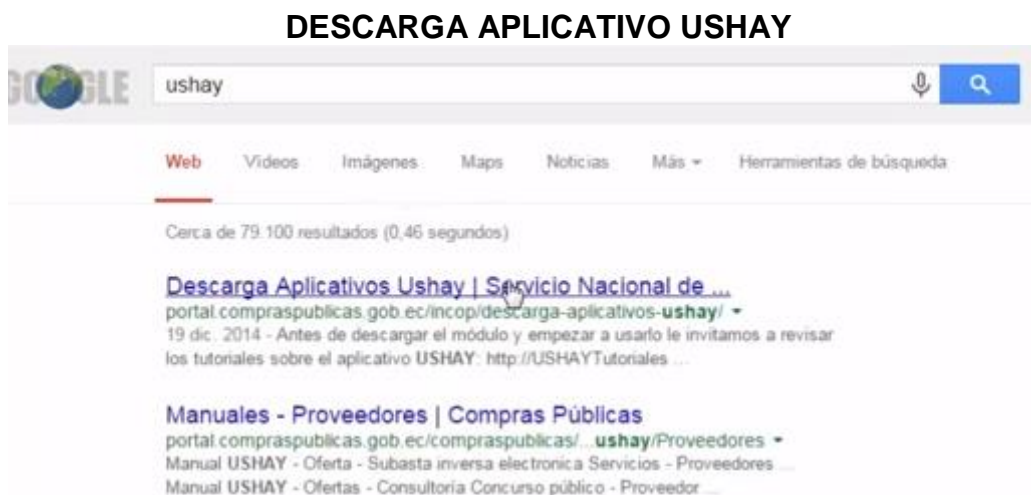 DESCARGA APLICATIVO USHAY
GOOGLE
ushay
Web Vídeos Imágenes Maps Noticias Más Herramientas de búsqueda
Cerca de 79.100 resultados (0,46 segundos)
Descarga Aplicativos Ushay | Servicio Nacional de ...
portal.compraspublicas.gob.ec/incop/descarga-aplicativos-ushay/
19 dic. 2014 - Antes de descargar el módulo y empezar a usarlo le invitamos a revisar
los tutoriales sobre el aplicativo USHAY: http://USHAYTutoriales ...
Manuales - Proveedores | Compras Públicas
portal.compraspublicas.gob.ec/compraspublicas/...ushay/Proveedores
Manual USHAY - Oferta - Subasta inversa electronica Servicios - Proveedores ...
Manual USHAY - Ofertas - Consultoría Concurso público - Proveedor ...